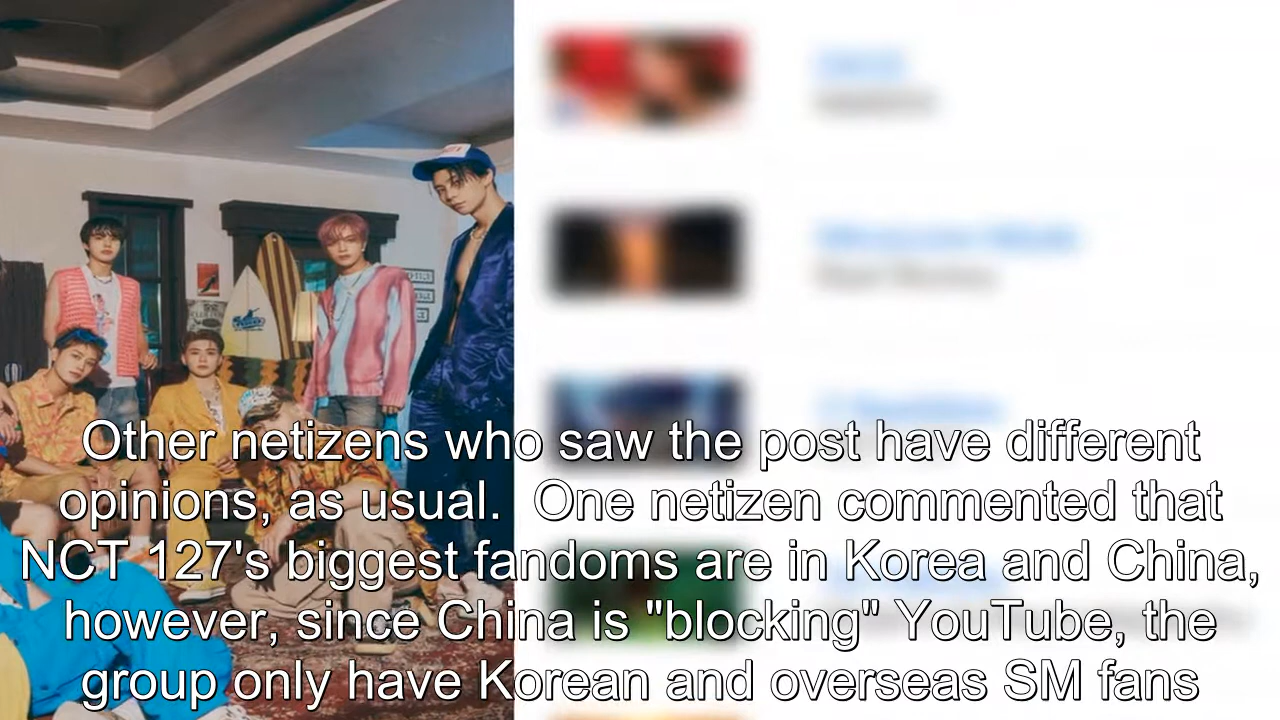 Other netizens who saw the post have different
opinions, as usual.  One netizen commented that
NCT 127's biggest fandoms are in Korea and China,
however, since China is "blocking" YouTube, the
group only have Korean and overseas SM fans